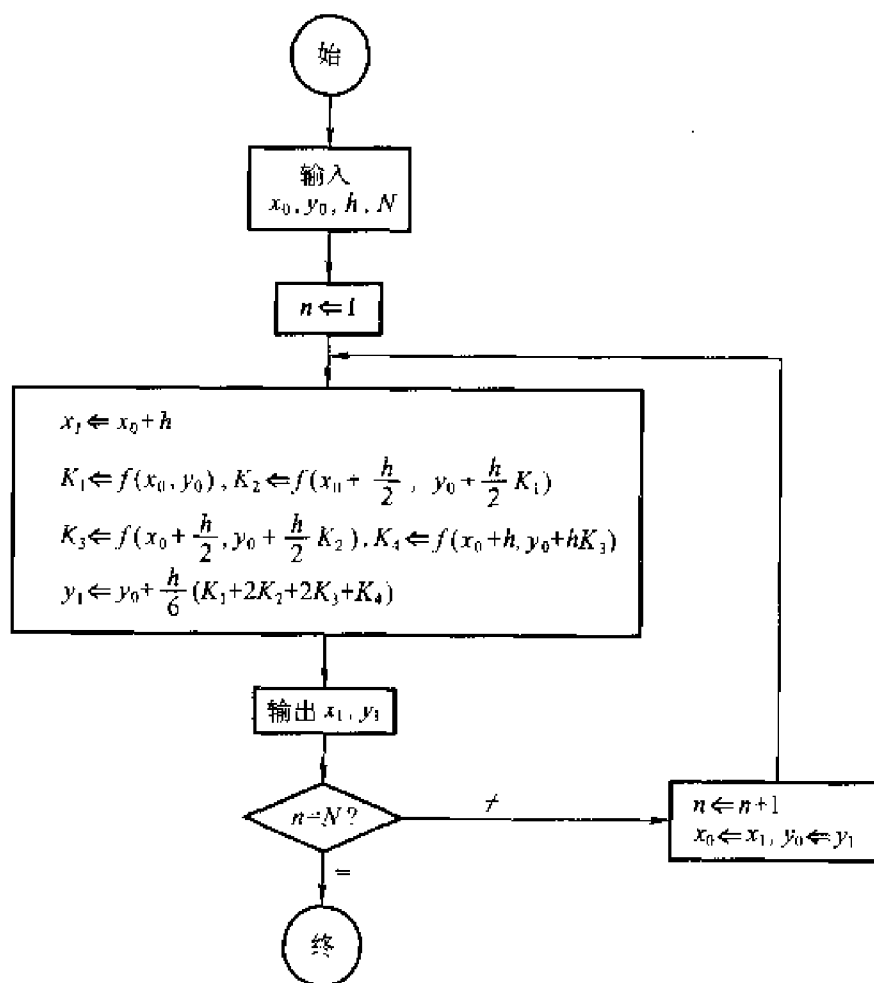 始
输入
x₀, y₀, h, N
n⇐1
x₁⇐x₀+h
K₁⇐f(x₀, y₀), K₂⇐f(x₀+h/2, y₀+h/2 K₁)
K₃⇐f(x₀+h/2, y₀+h/2 K₂), K₄⇐f(x₀+h, y₀+hK₃)
y₁⇐y₀+h/6(K₁+2K₂+2K₃+K₄)
输出 x₁, y₁
n=N?
≠
n⇐n+1
x₀⇐x₁, y₀⇐y₁
=
终